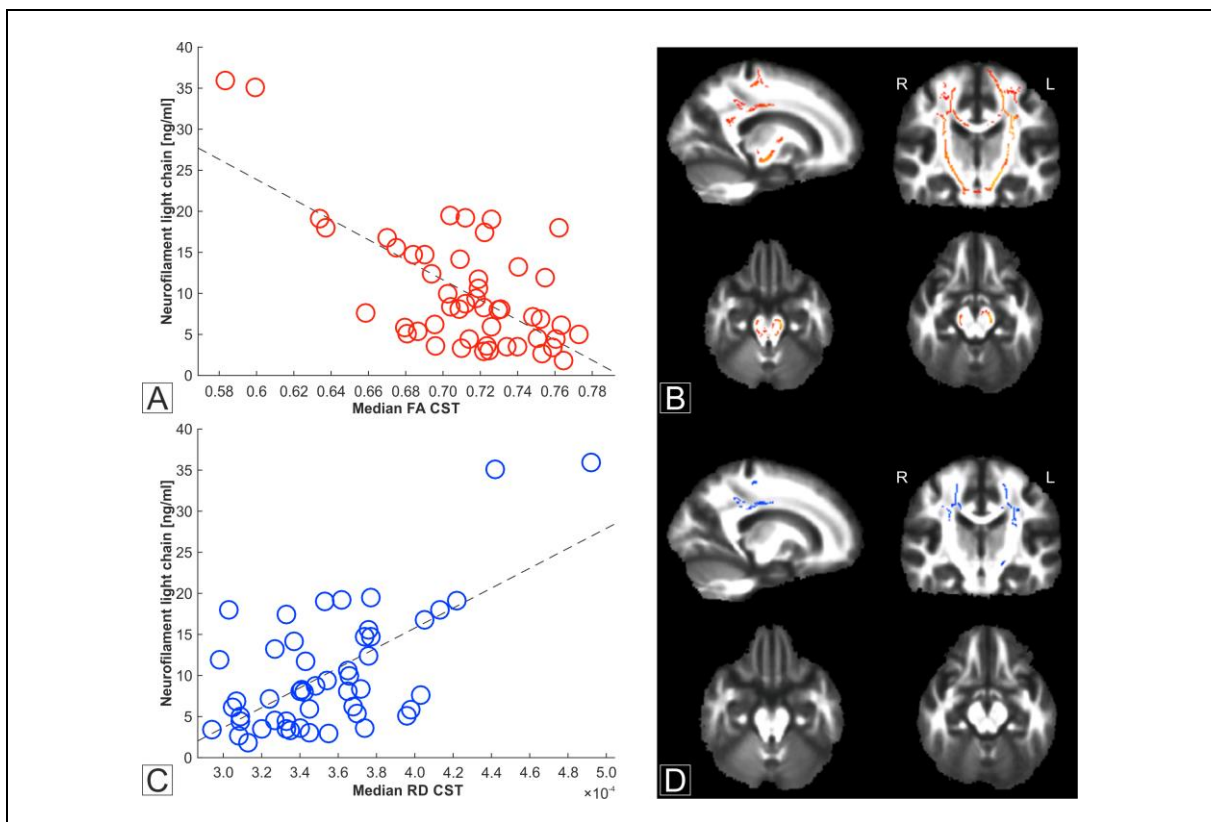 40
35
30
25
20
15
10
5
0
Neurofilament light chain [ng/ml]
0.58 0.6 0.62 0.64 0.66 0.68 0.70 0.72 0.74 0.76 0.78
Median FA CST
A
R L
B
40
35
30
25
20
15
10
5
0
Neurofilament light chain [ng/ml]
3.0 3.2 3.4 3.6 3.8 4.0 4.2 4.4 4.6 4.8 5.0
Median RD CST
×10⁻⁴
C
R L
D